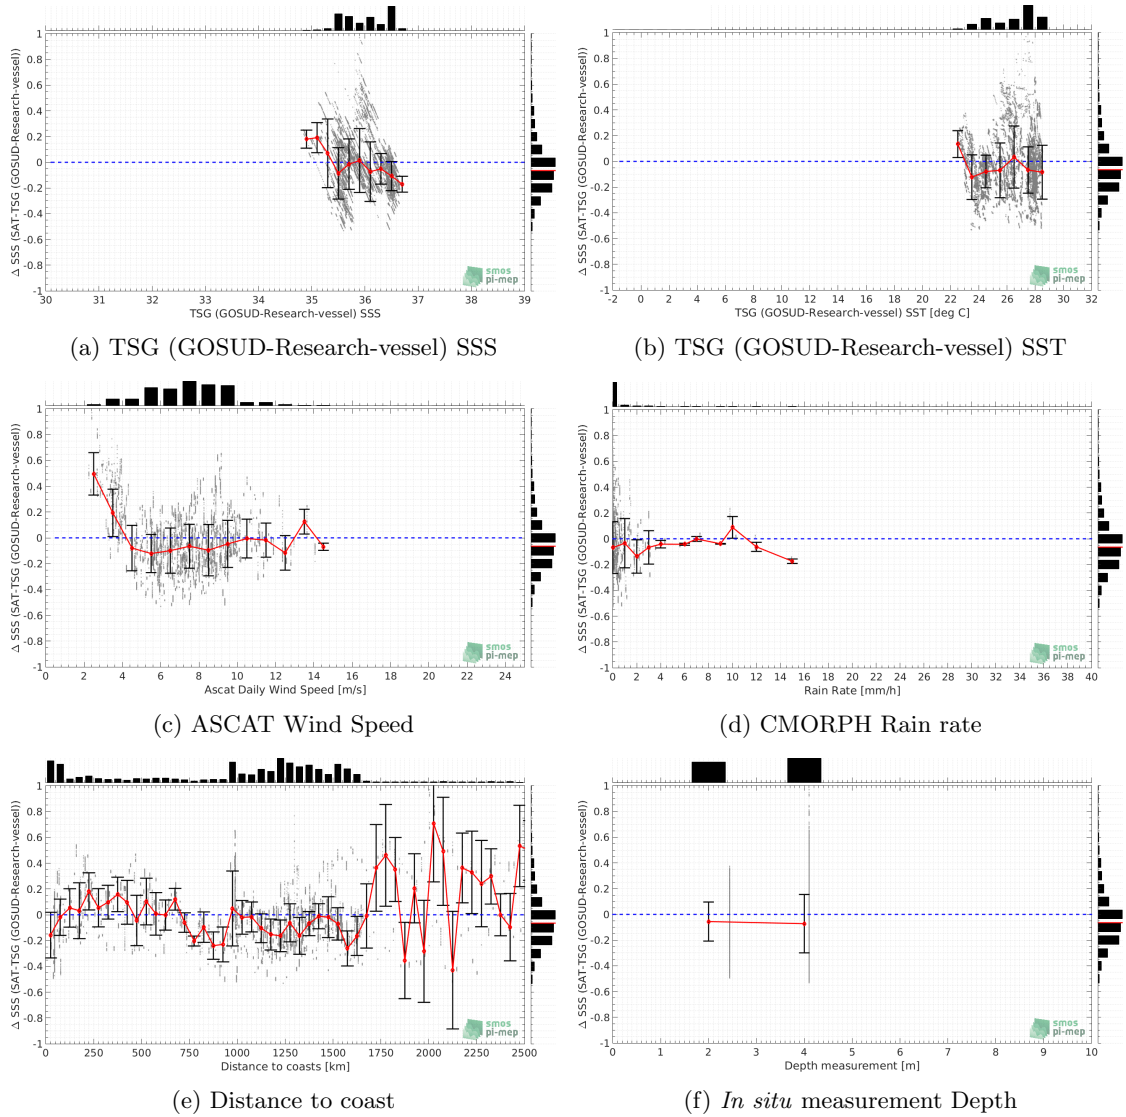 1
0.8
0.6
0.4
0.2
0
-0.2
-0.4
-0.6
-0.8
-1
Δ SSS (SAT-TSG (GOSUD-Research-vessel))
30 31 32 33 34 35 36 37 38 39
TSG (GOSUD-Research-vessel) SSS
smos
pi-mep
(a) TSG (GOSUD-Research-vessel) SSS
1
0.8
0.6
0.4
0.2
0
-0.2
-0.4
-0.6
-0.8
-1
Δ SSS (SAT-TSG (GOSUD-Research-vessel))
-2 0 2 4 6 8 10 12 14 16 18 20 22 24 26 28 30 32
TSG (GOSUD-Research-vessel) SST [deg C]
smos
pi-mep
(b) TSG (GOSUD-Research-vessel) SST
1
0.8
0.6
0.4
0.2
0
-0.2
-0.4
-0.6
-0.8
-1
Δ SSS (SAT-TSG (GOSUD-Research-vessel))
0 2 4 6 8 10 12 14 16 18 20 22 24
Ascat Daily Wind Speed [m/s]
smos
pi-mep
(c) ASCAT Wind Speed
1
0.8
0.6
0.4
0.2
0
-0.2
-0.4
-0.6
-0.8
-1
Δ SSS (SAT-TSG (GOSUD-Research-vessel))
0 2 4 6 8 10 12 14 16 18 20 22 24 26 28 30 32 34 36 38 40
Rain Rate [mm/h]
smos
pi-mep
(d) CMORPH Rain rate
1
0.8
0.6
0.4
0.2
0
-0.2
-0.4
-0.6
-0.8
-1
Δ SSS (SAT-TSG (GOSUD-Research-vessel))
0 250 500 750 1000 1250 1500 1750 2000 2250 2500
Distance to coasts [km]
smos
pi-mep
(e) Distance to coast
1
0.8
0.6
0.4
0.2
0
-0.2
-0.4
-0.6
-0.8
-1
Δ SSS (SAT-TSG (GOSUD-Research-vessel))
0 1 2 3 4 5 6 7 8 9 10
Depth measurement [m]
smos
pi-mep
(f) In situ measurement Depth